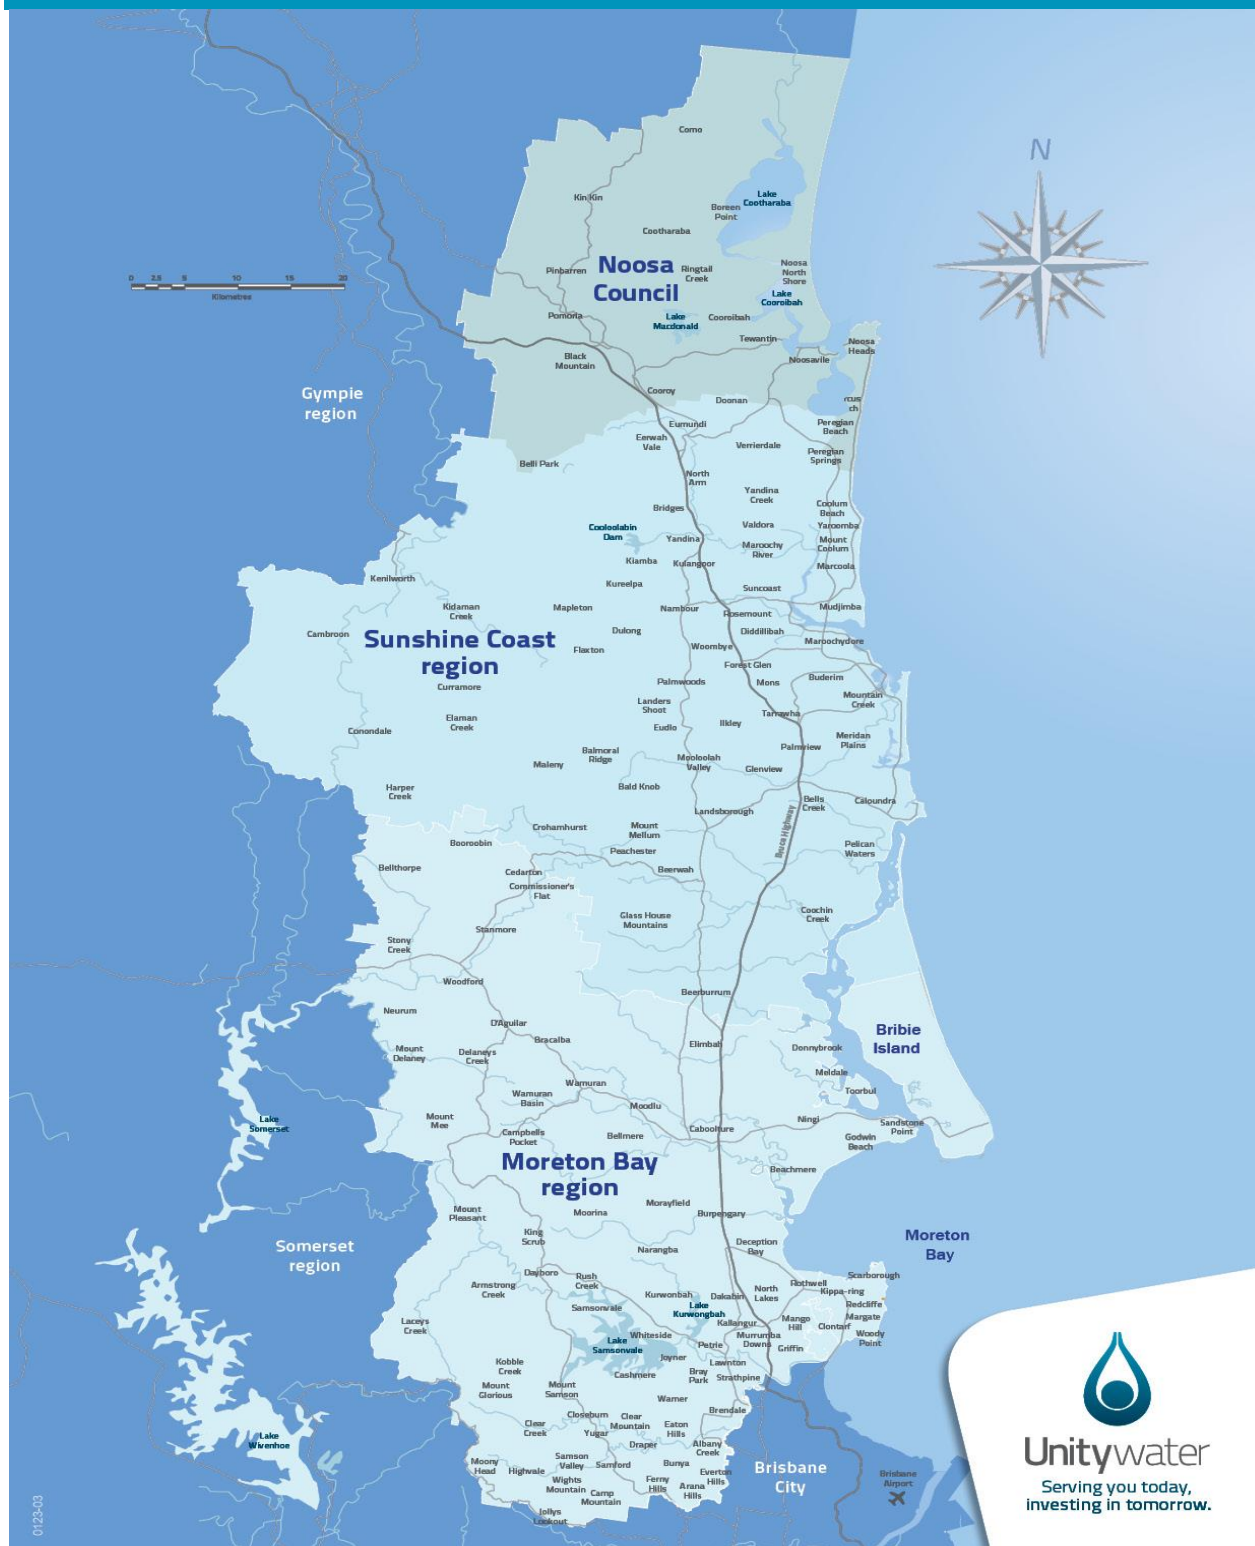 N
Como
Kin Kin
Lake
Cootharaba
Boreen
Point
Cootharaba
Noosa
Council
Pinbarren
Ringtail
Creek
Noosa
North
Shore
0 2.5 5 10 15 20
Kilometres
Lake
Cooroibah
Pomona
Lake
Macdonald
Cooroibah
Tewantin
Noosa
Heads
Black
Mountain
Noosaville
Gympie
region
Cooroy
Doonan
rcus
ch
Eumundi
Peregian
Beach
Eerwah
Vale
Verrierdale
Peregian
Springs
Belli Park
North
Arm
Yandina
Creek
Bridges
Coolum
Beach
Cooloolabin
Dam
Valdora
Yaroomba
Yandina
Maroochy
River
Mount
Coolum
Kiamba
Kulangoor
Marcoola
Kenilworth
Kureelpa
Suncoast
Kidaman
Creek
Mapleton
Nambour
Rosemount
Mudjimba
Cambroon
Sunshine Coast
region
Dulong
Diddillibah
Maroochydore
Flaxton
Woombye
Forest Glen
Curramore
Palmwoods
Mons
Buderim
Landers
Shoot
Mountain
Creek
Elaman
Creek
Eudlo
Ilkley
Tanawha
Conondale
Meridan
Plains
Balmoral
Ridge
Palmview
Maleny
Mooloolah
Valley
Glenview
Harper
Creek
Bald Knob
Bells
Creek
Caloundra
Landsborough
Bruce Highway
Crohamhurst
Mount
Mellum
Booroobin
Peachester
Pelican
Waters
Bellthorpe
Cedarton
Beerwah
Commissioner's
Flat
Glass House
Mountains
Coochin
Creek
Stanmore
Stony
Creek
Woodford
Beerburrum
Neurum
D'Aguilar
Bribie
Island
Bracalba
Elimbah
Donnybrook
Mount
Delaney
Delaneys
Creek
Meldale
Wamuran
Toorbul
Wamuran
Basin
Moodlu
Lake
Somerset
Mount
Mee
Ningi
Sandstone
Point
Campbells
Pocket
Bellmere
Caboolture
Godwin
Beach
Moreton Bay
region
Beachmere
Mount
Pleasant
Moorina
Morayfield
Burpengary
Somerset
region
King
Scrub
Narangba
Deception
Bay
Moreton
Bay
Dayboro
Rush
Creek
Scarborough
Armstrong
Creek
Kurwonbah
Dakabin
North
Lakes
Rothwell
Kippa-ring
Samsonvale
Lake
Kurwongbah
Redcliffe
Laceys
Creek
Kallangur
Mango
Hill
Margate
Clontarf
Lake
Samsonvale
Whiteside
Petrie
Murrumba
Downs
Griffin
Woody
Point
Kobble
Creek
Joyner
Lawnton
Cashmere
Bray
Park
Strathpine
Mount
Glorious
Mount
Samson
Warner
Closeburn
Clear
Mountain
Brendale
Lake
Wivenhoe
Clear
Creek
Yugar
Eaton
Hills
Draper
Albany
Creek
Moony
Head
Highvale
Samson
Valley
Samford
Bunya
Everton
Hills
Wights
Mountain
Ferny
Hills
Arana
Hills
Camp
Mountain
Jollys
Lookout
Brisbane
City
Brisbane
Airport
Unitywater
Serving you today,
investing in tomorrow.
0123-03